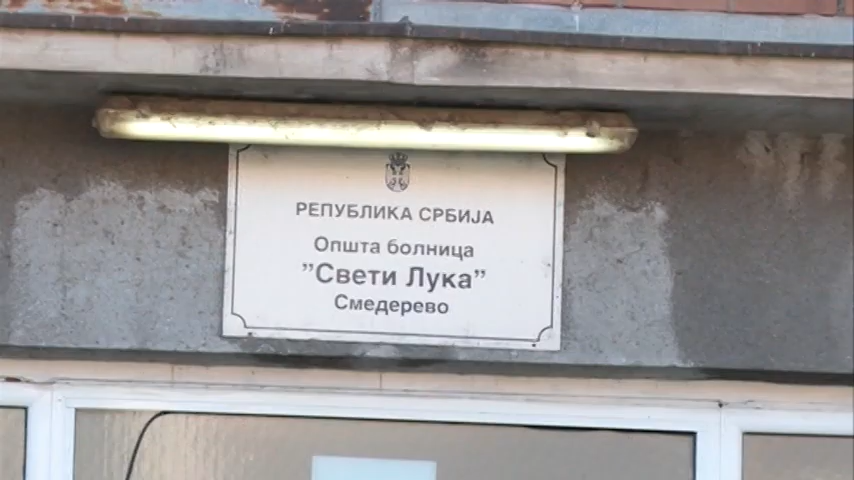 РЕПУБЛИКА СРБИЈА
Општа болница
”Свети Лука”
Смедерево